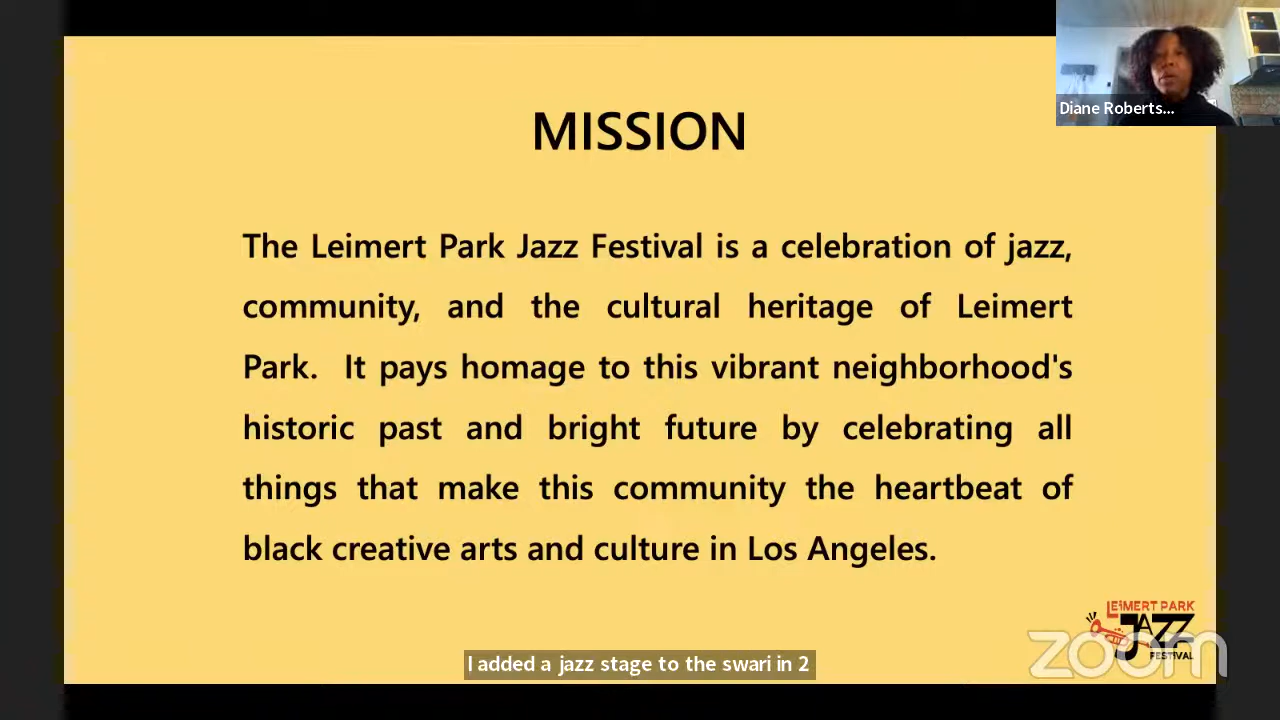 Diane Roberts...
MISSION
The Leimert Park Jazz Festival is a celebration of jazz,
community, and the cultural heritage of Leimert
Park. It pays homage to this vibrant neighborhood's
historic past and bright future by celebrating all
things that make this community the heartbeat of
black creative arts and culture in Los Angeles.
LEIMERT PARK
JAZZ
FESTIVAL
zoom
I added a jazz stage to the swari in 2